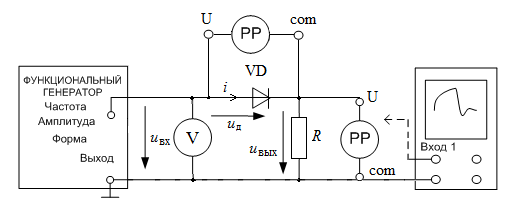 U
com
PP
VD
ФУНКЦИОНАЛЬНЫЙ
ГЕНЕРАТОР
Частота
Амплитуда
Форма
Выход
i
U
uвх
V
uд
uвых
R
PP
com
Вход 1